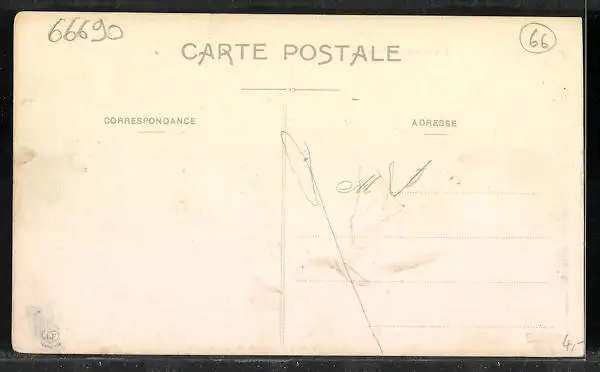 66690
66
CARTE POSTALE
CORRESPONDANCE
ADRESSE
M
4,-